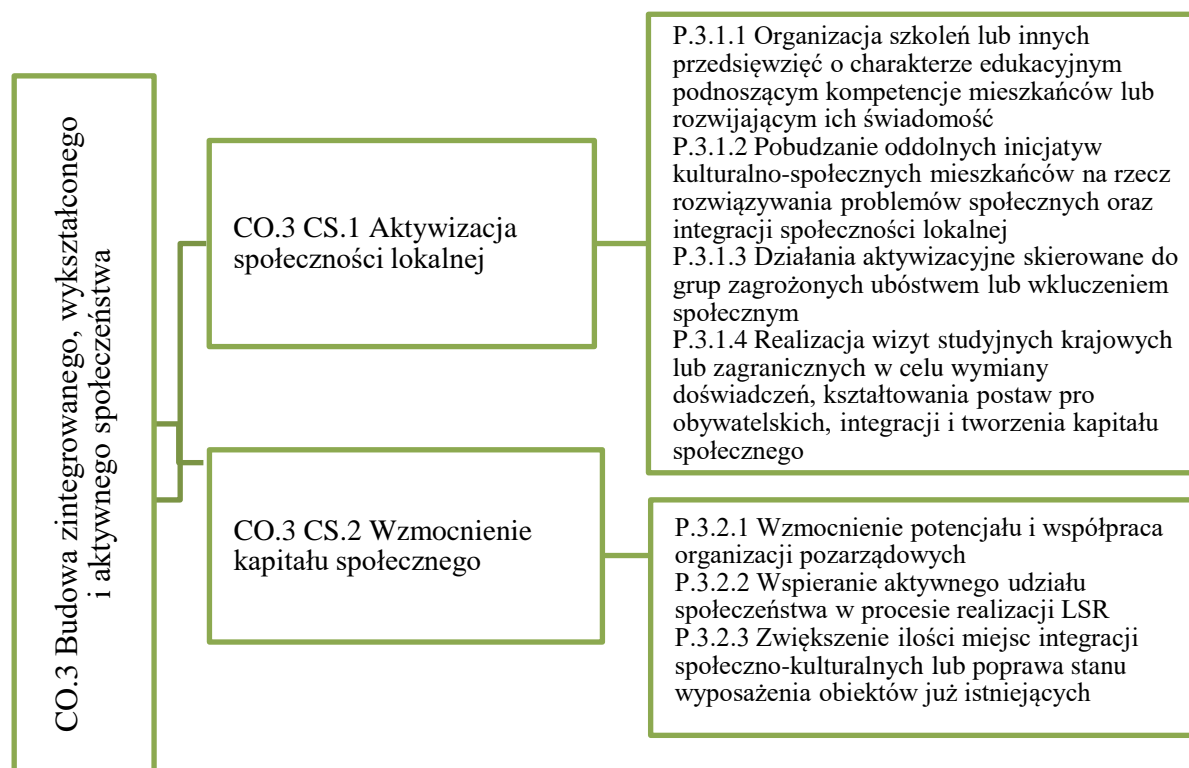 CO.3 Budowa zintegrowanego, wykształconego
i aktywnego społeczeństwa
CO.3 CS.1 Aktywizacja
społeczności lokalnej
P.3.1.1 Organizacja szkoleń lub innych
przedsięwzięć o charakterze edukacyjnym
podnoszącym kompetencje mieszkańców lub
rozwijającym ich świadomość
P.3.1.2 Pobudzanie oddolnych inicjatyw
kulturalno-społecznych mieszkańców na rzecz
rozwiązywania problemów społecznych oraz
integracji społeczności lokalnej
P.3.1.3 Działania aktywizacyjne skierowane do
grup zagrożonych ubóstwem lub wkluczeniem
społecznym
P.3.1.4 Realizacja wizyt studyjnych krajowych
lub zagranicznych w celu wymiany
doświadczeń, kształtowania postaw pro
obywatelskich, integracji i tworzenia kapitału
społecznego
CO.3 CS.2 Wzmocnienie
kapitału społecznego
P.3.2.1 Wzmocnienie potencjału i współpraca
organizacji pozarządowych
P.3.2.2 Wspieranie aktywnego udziału
społeczeństwa w procesie realizacji LSR
P.3.2.3 Zwiększenie ilości miejsc integracji
społeczno-kulturalnych lub poprawa stanu
wyposażenia obiektów już istniejących